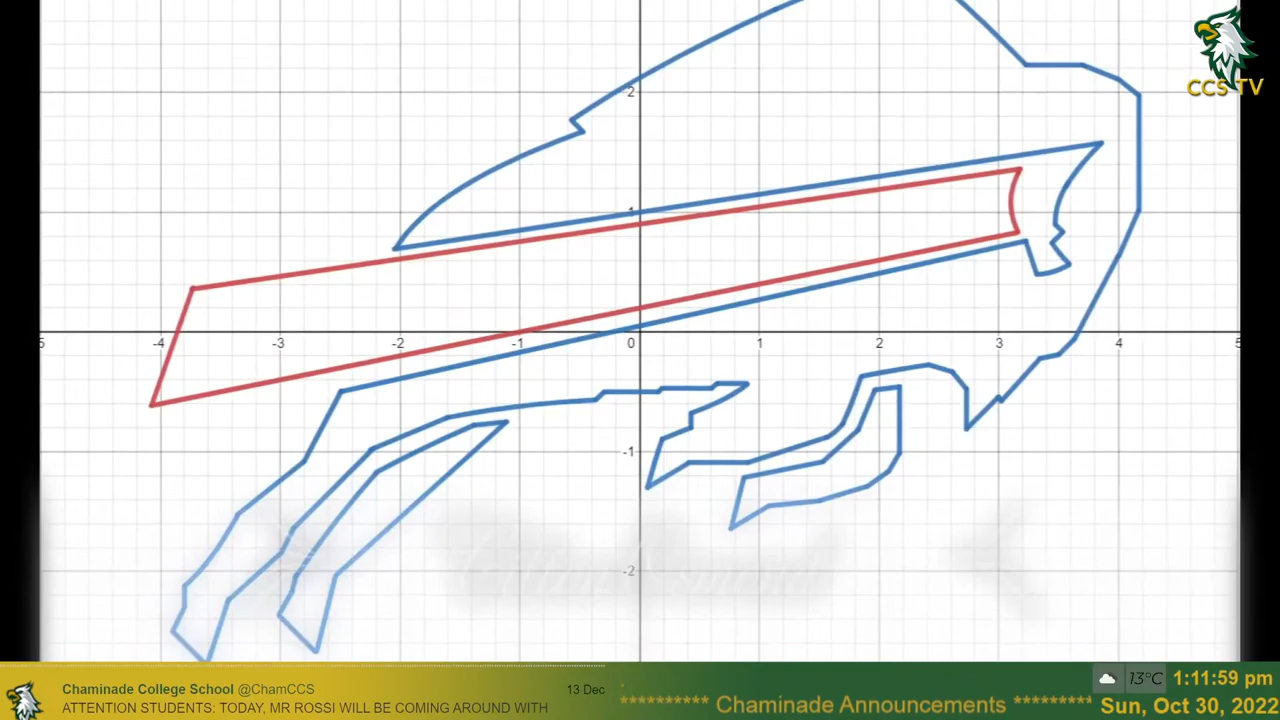 CCS TV
2
1
5 -4 -3 -2 -1 0 1 2 3 4 5
-1
-2
Chaminade College School @ChamCCS 13 Dec
ATTENTION STUDENTS: TODAY, MR ROSSI WILL BE COMING AROUND WITH
********** Chaminade Announcements *********
13°C 1:11:59 pm
Sun, Oct 30, 2022